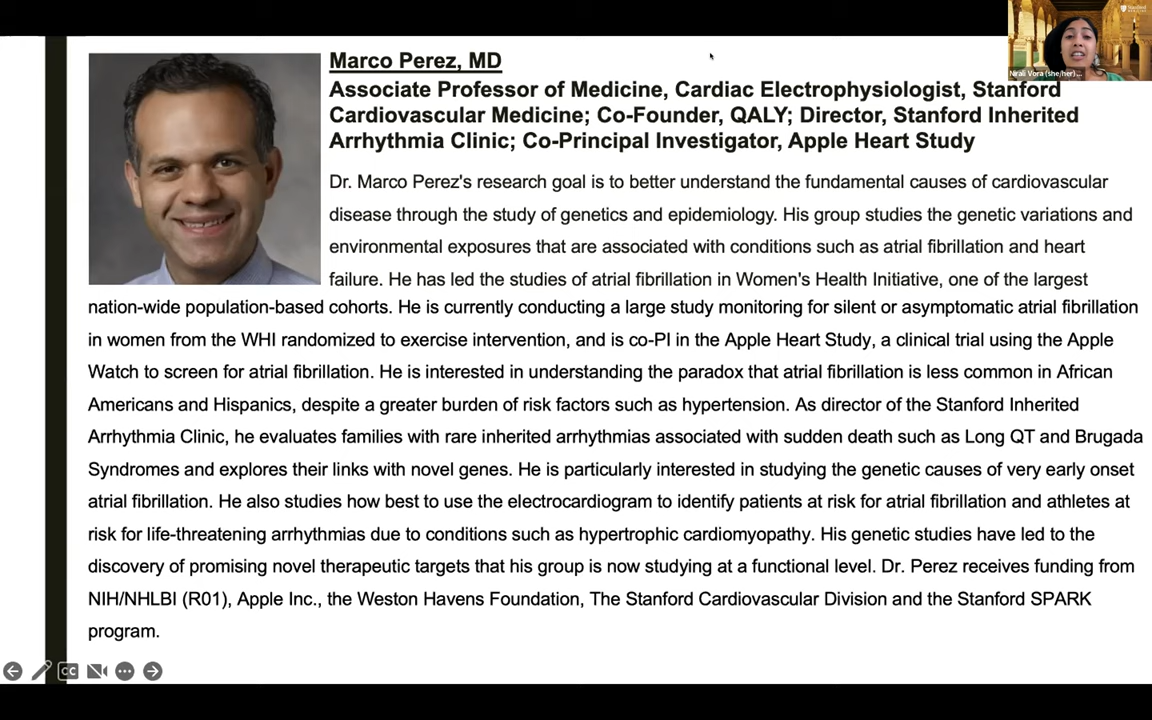 Marco Perez, MD
Associate Professor of Medicine, Cardiac Electrophysiologist, Stanford
Cardiovascular Medicine; Co-Founder, QALY; Director, Stanford Inherited
Arrhythmia Clinic; Co-Principal Investigator, Apple Heart Study
Dr. Marco Perez's research goal is to better understand the fundamental causes of cardiovascular
disease through the study of genetics and epidemiology. His group studies the genetic variations and
environmental exposures that are associated with conditions such as atrial fibrillation and heart
failure. He has led the studies of atrial fibrillation in Women's Health Initiative, one of the largest
nation-wide population-based cohorts. He is currently conducting a large study monitoring for silent or asymptomatic atrial fibrillation
in women from the WHI randomized to exercise intervention, and is co-PI in the Apple Heart Study, a clinical trial using the Apple
Watch to screen for atrial fibrillation. He is interested in understanding the paradox that atrial fibrillation is less common in African
Americans and Hispanics, despite a greater burden of risk factors such as hypertension. As director of the Stanford Inherited
Arrhythmia Clinic, he evaluates families with rare inherited arrhythmias associated with sudden death such as Long QT and Brugada
Syndromes and explores their links with novel genes. He is particularly interested in studying the genetic causes of very early onset
atrial fibrillation. He also studies how best to use the electrocardiogram to identify patients at risk for atrial fibrillation and athletes at
risk for life-threatening arrhythmias due to conditions such as hypertrophic cardiomyopathy. His genetic studies have led to the
discovery of promising novel therapeutic targets that his group is now studying at a functional level. Dr. Perez receives funding from
NIH/NHLBI (R01), Apple Inc., the Weston Havens Foundation, The Stanford Cardiovascular Division and the Stanford SPARK
program.
Stanford
MEDICINE
Nirali Vora (she/her)...
CC